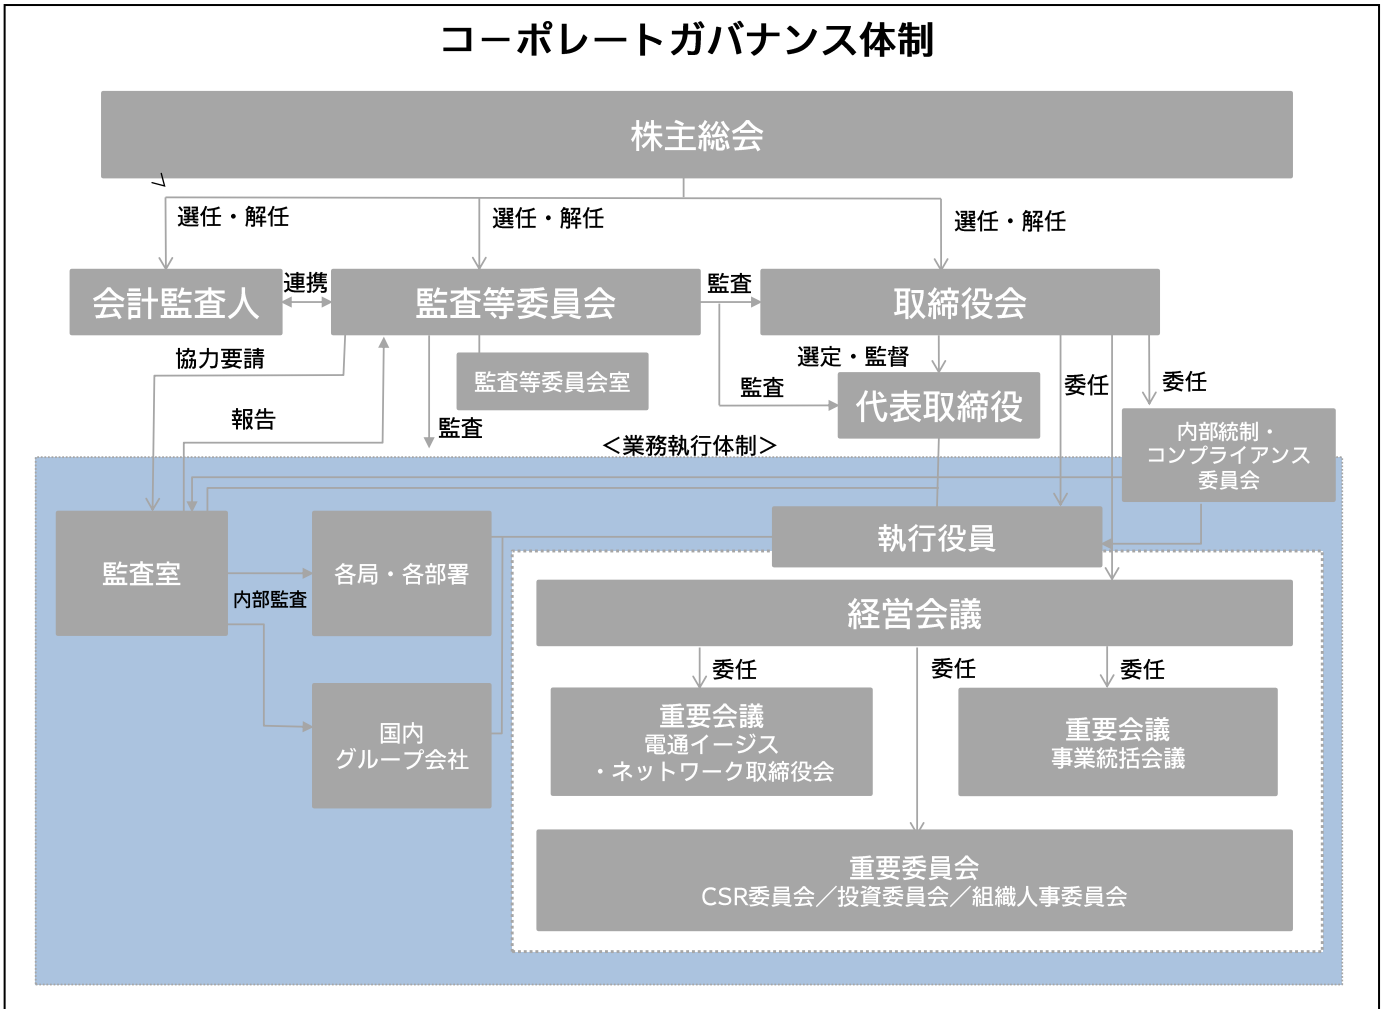 コーポレートガバナンス体制
株主総会
選任・解任
選任・解任
選任・解任
会計監査人
連携
監査等委員会
監査
取締役会
協力要請
監査等委員会室
選定・監督
監査
代表取締役
委任
委任
報告
監査
内部統制・
コンプライアンス
委員会
＜業務執行体制＞
監査室
内部監査
各局・各部署
執行役員
経営会議
国内
グループ会社
委任
委任
委任
重要会議
電通イージス
・ネットワーク取締役会
重要会議
事業統括会議
重要委員会
CSR委員会／投資委員会／組織人事委員会